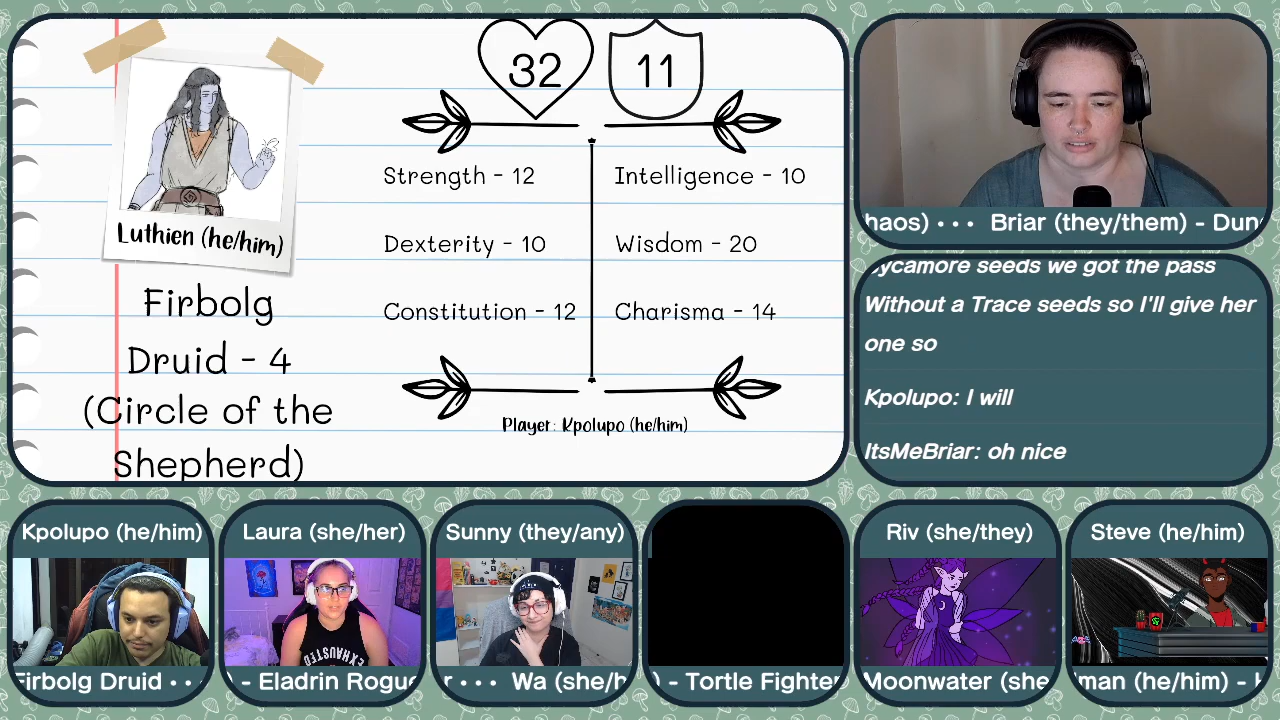 32
11
Strength - 12
Intelligence - 10
Dexterity - 10
Wisdom - 20
Constitution - 12
Charisma - 14
Player: Kpolupo (he/him)
Luthien (he/him)
Firbolg
Druid - 4
(Circle of the
Shepherd)
haos) • • • Briar (they/them) - Dun
sycamore seeds we got the pass
Without a Trace seeds so I'll give her
one so
Kpolupo: I will
ItsMeBriar: oh nice
Kpolupo (he/him)
Firbolg Druid • •
Laura (she/her)
) - Eladrin Rogue
EXHAUSTED
Sunny (they/any)
r • • • Wa (she/h
) - Tortle Fighter
Riv (she/they)
Moonwater (she
Steve (he/him)
man (he/him) - H